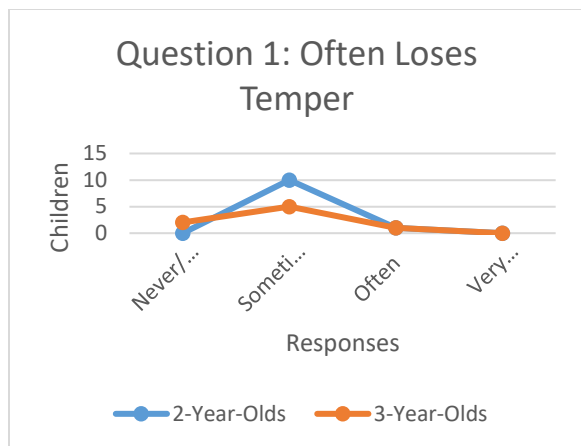 Question 1: Often Loses
Temper
15
10
5
0
Children
Never/...
Someti...
Often
Very...
Responses
2-Year-Olds
3-Year-Olds